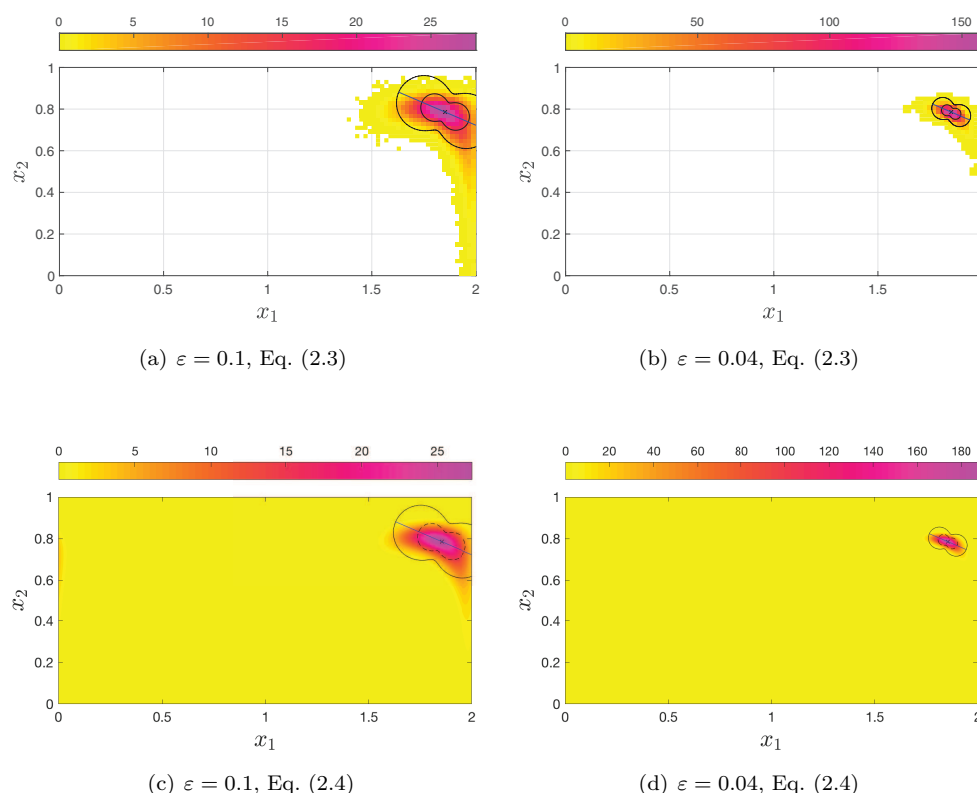 0 5 10 15 20 25
0 50 100 150
1
0.8
0.6
0.4
0.2
0
x₂
0 0.5 1 1.5 2
x₁
1
0.8
0.6
0.4
0.2
0
x₂
0 0.5 1 1.5
x₁
(a) ε = 0.1, Eq. (2.3)
(b) ε = 0.04, Eq. (2.3)
0 5 10 15 20 25
0 20 40 60 80 100 120 140 160 180
1
0.8
0.6
0.4
0.2
0
x₂
0 0.5 1 1.5 2
x₁
1
0.8
0.6
0.4
0.2
0
x₂
0 0.5 1 1.5 2
x₁
(c) ε = 0.1, Eq. (2.4)
(d) ε = 0.04, Eq. (2.4)